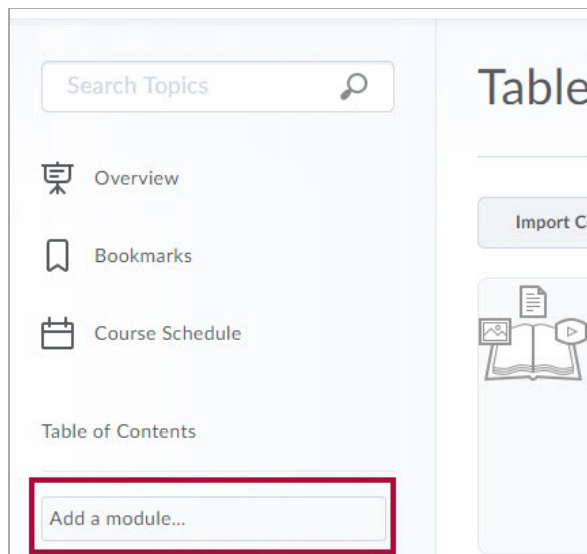 Search Topics
Overview
Bookmarks
Course Schedule
Table of Contents
Add a module...
Table
Import